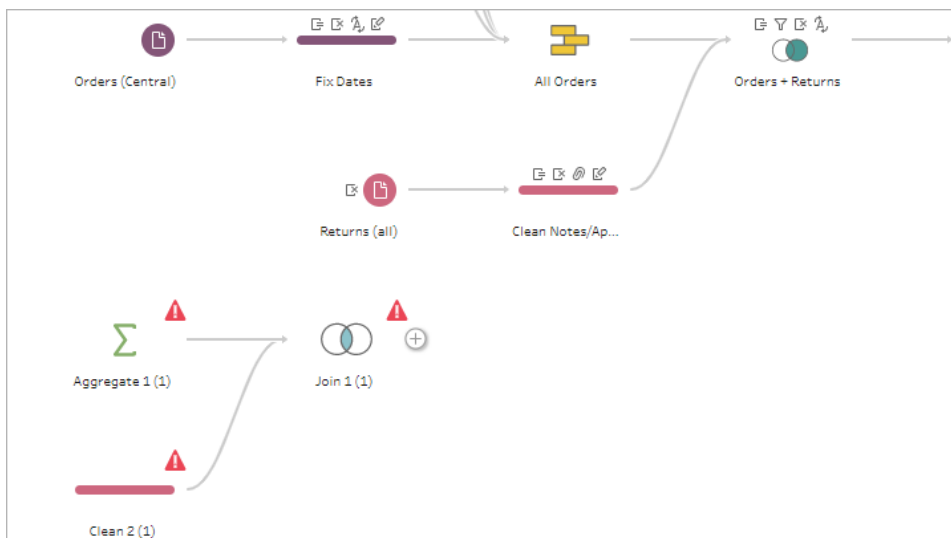 Orders (Central)
Fix Dates
All Orders
Orders + Returns
Returns (all)
Clean Notes/Ap...
Aggregate 1 (1)
Join 1 (1)
Clean 2 (1)